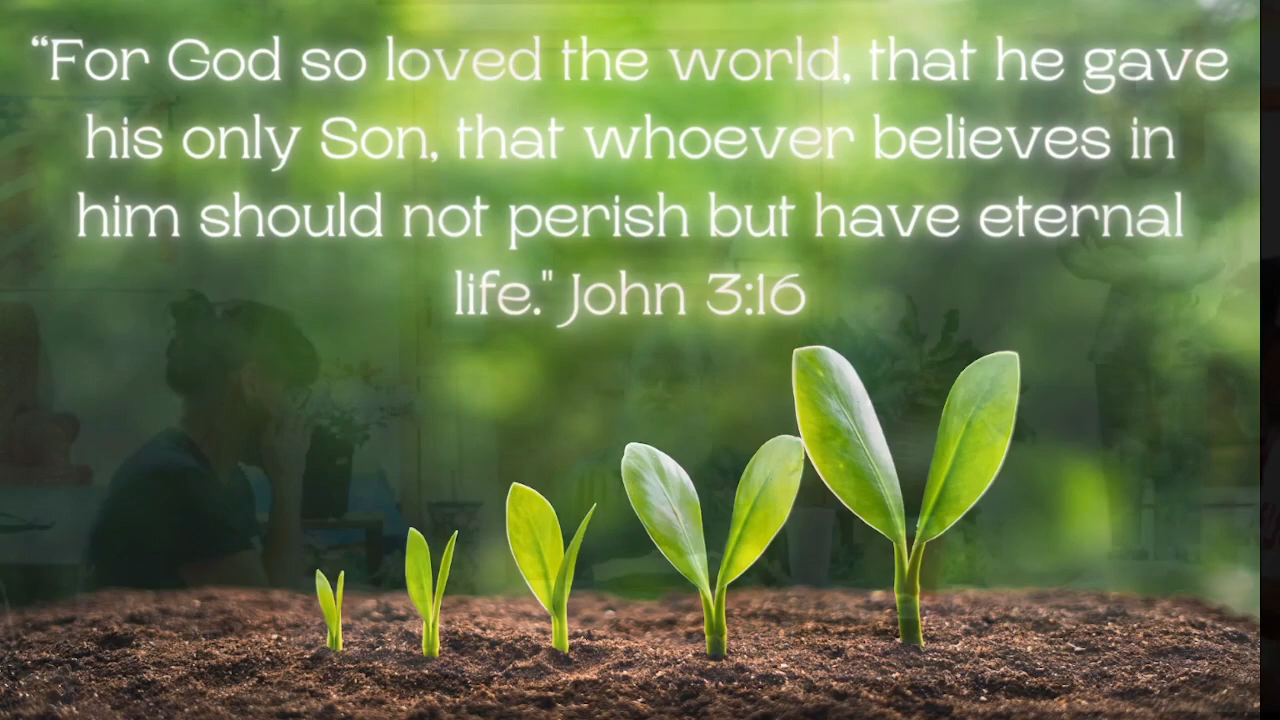 “For God so loved the world, that he gave
his only Son, that whoever believes in
him should not perish but have eternal
life." John 3:16